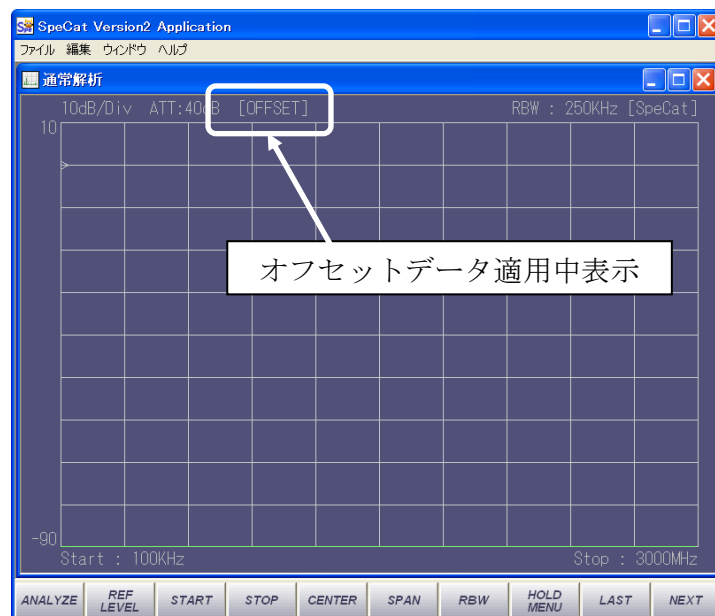 SpeCat Version2 Application
ファイル 編集 ウィンドウ ヘルプ
通常解析
10dB/Div ATT:40dB [OFFSET] RBW : 250KHz [SpeCat]
10
オフセットデータ適用中表示
-90
Start : 100KHz Stop : 3000MHz
ANALYZE REF LEVEL START STOP CENTER SPAN RBW HOLD MENU LAST NEXT